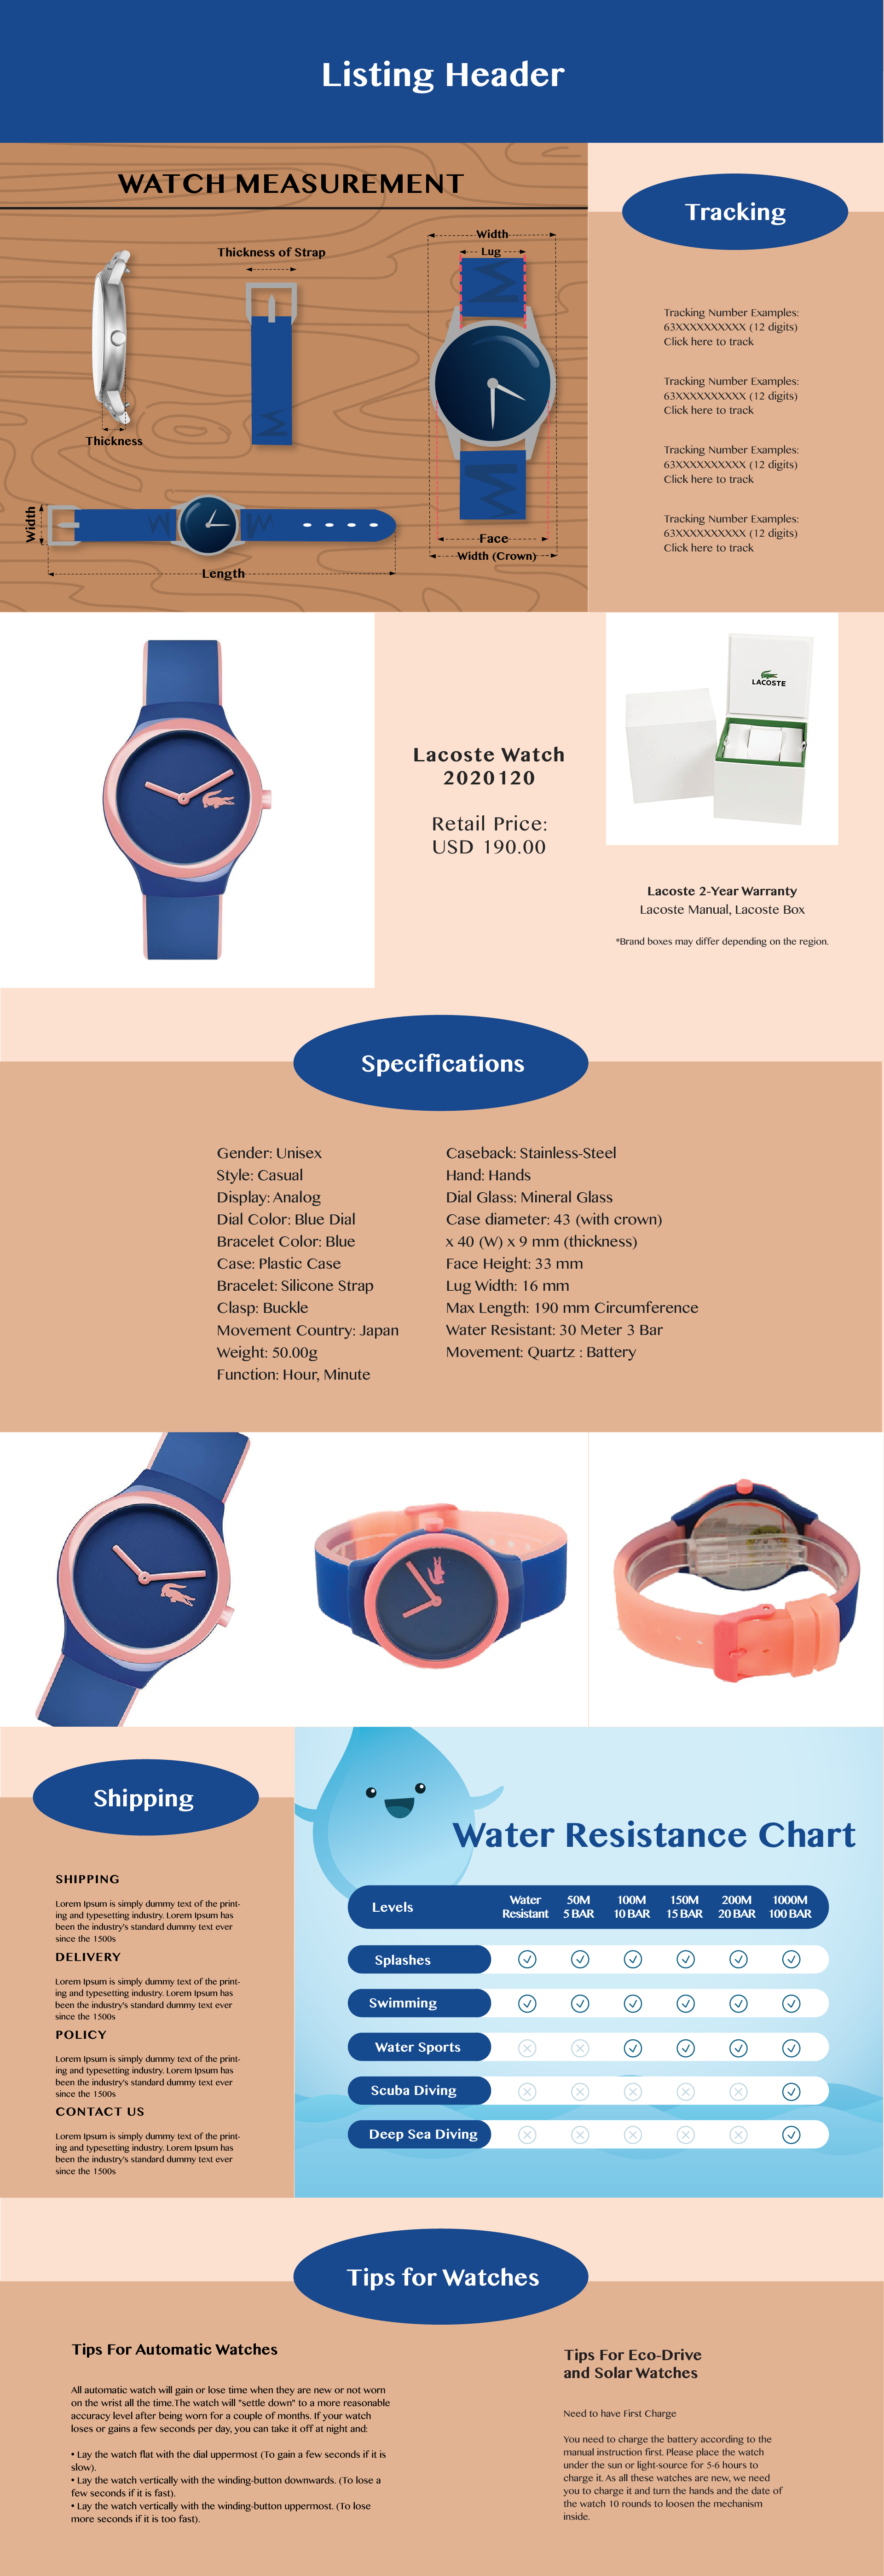 Listing Header
WATCH MEASUREMENT
Thickness of Strap
Width
Lug
Thickness
Face
Width (Crown)
Width
Length
Tracking
Tracking Number Examples:
63XXXXXXXXXX (12 digits)
Click here to track
Tracking Number Examples:
63XXXXXXXXXX (12 digits)
Click here to track
Tracking Number Examples:
63XXXXXXXXXX (12 digits)
Click here to track
Tracking Number Examples:
63XXXXXXXXXX (12 digits)
Click here to track
Lacoste Watch
2020120
Retail Price:
USD 190.00
LACOSTE
Lacoste 2-Year Warranty
Lacoste Manual, Lacoste Box
*Brand boxes may differ depending on the region.
Specifications
Gender: Unisex
Style: Casual
Display: Analog
Dial Color: Blue Dial
Bracelet Color: Blue
Case: Plastic Case
Bracelet: Silicone Strap
Clasp: Buckle
Movement Country: Japan
Weight: 50.00g
Function: Hour, Minute
Caseback: Stainless-Steel
Hand: Hands
Dial Glass: Mineral Glass
Case diameter: 43 (with crown)
x 40 (W) x 9 mm (thickness)
Face Height: 33 mm
Lug Width: 16 mm
Max Length: 190 mm Circumference
Water Resistant: 30 Meter 3 Bar
Movement: Quartz : Battery
Shipping
SHIPPING
Lorem Ipsum is simply dummy text of the print-
ing and typesetting industry. Lorem Ipsum has
been the industry's standard dummy text ever
since the 1500s
DELIVERY
Lorem Ipsum is simply dummy text of the print-
ing and typesetting industry. Lorem Ipsum has
been the industry's standard dummy text ever
since the 1500s
POLICY
Lorem Ipsum is simply dummy text of the print-
ing and typesetting industry. Lorem Ipsum has
been the industry's standard dummy text ever
since the 1500s
CONTACT US
Lorem Ipsum is simply dummy text of the print-
ing and typesetting industry. Lorem Ipsum has
been the industry's standard dummy text ever
since the 1500s
Water Resistance Chart
Levels
Water
Resistant
50M
5 BAR
100M
10 BAR
150M
15 BAR
200M
20 BAR
1000M
100 BAR
Splashes
Swimming
Water Sports
Scuba Diving
Deep Sea Diving
Tips for Watches
Tips For Automatic Watches
All automatic watch will gain or lose time when they are new or not worn
on the wrist all the time.The watch will "settle down" to a more reasonable
accuracy level after being worn for a couple of months. If your watch
loses or gains a few seconds per day, you can take it off at night and:
• Lay the watch flat with the dial uppermost (To gain a few seconds if it is
slow).
• Lay the watch vertically with the winding-button downwards. (To lose a
few seconds if it is fast).
• Lay the watch vertically with the winding-button uppermost. (To lose
more seconds if it is too fast).
Tips For Eco-Drive
and Solar Watches
Need to have First Charge
You need to charge the battery according to the
manual instruction first. Please place the watch
under the sun or light-source for 5-6 hours to
charge it. As all these watches are new, we need
you to charge it and turn the hands and the date of
the watch 10 rounds to loosen the mechanism
inside.